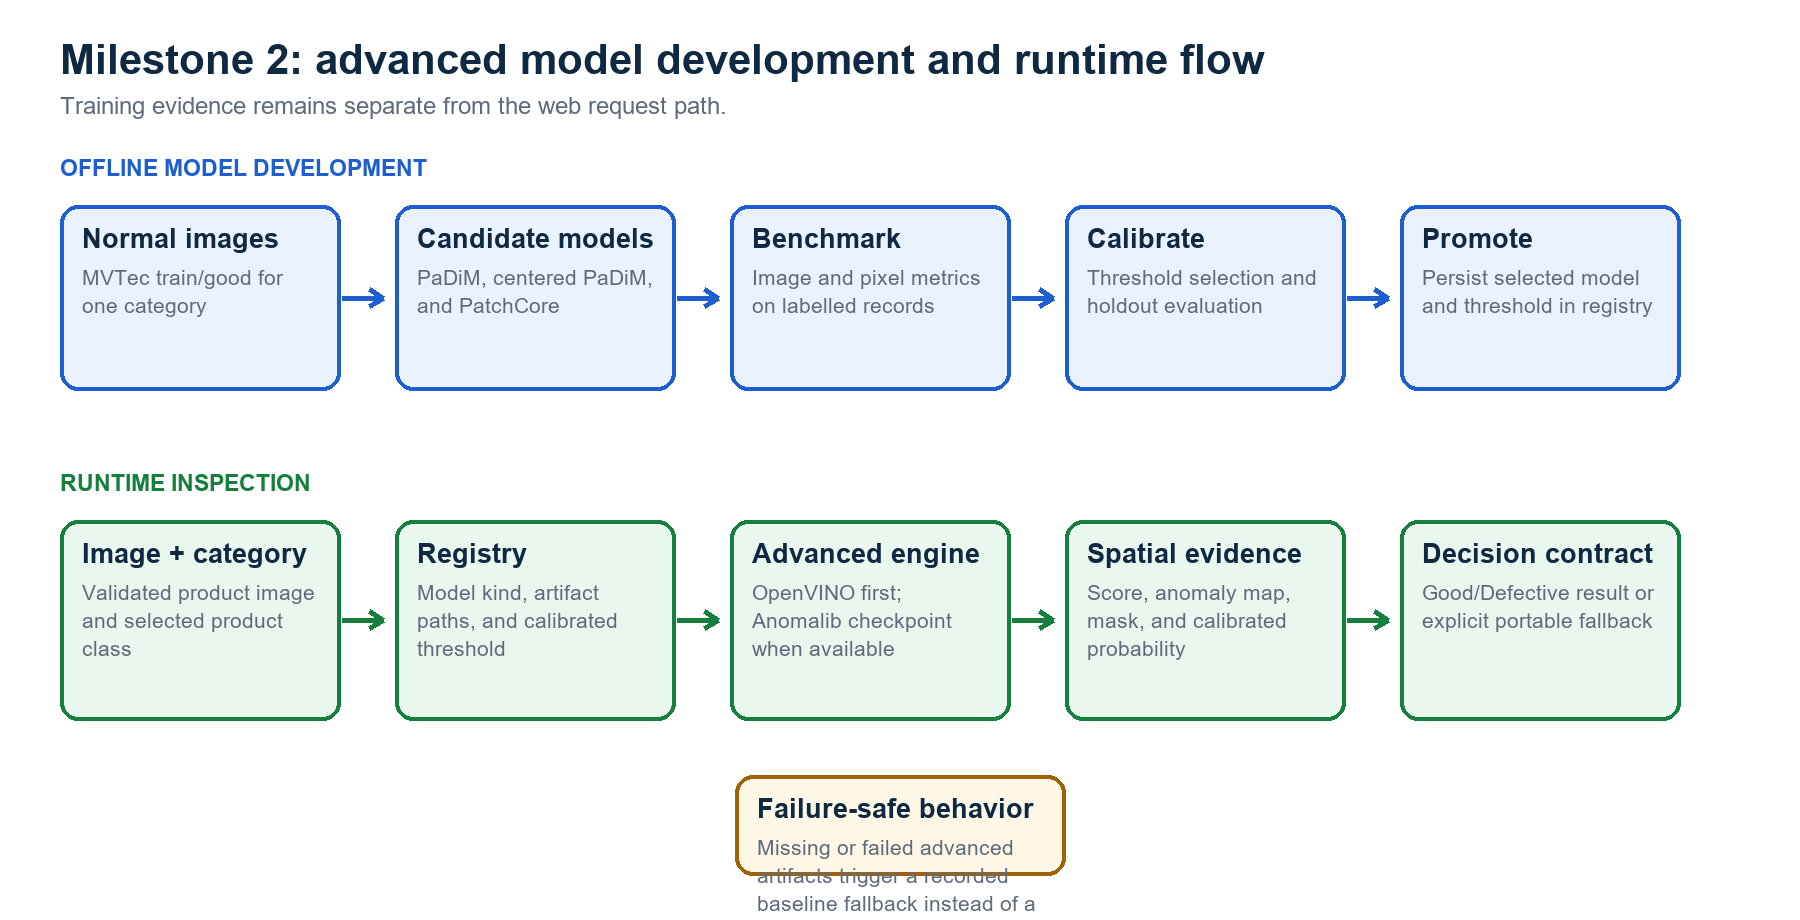 Milestone 2: advanced model development and runtime flow
Training evidence remains separate from the web request path.
OFFLINE MODEL DEVELOPMENT
Normal images
MVTec train/good for
one category
Candidate models
PaDiM, centered PaDiM,
and PatchCore
Benchmark
Image and pixel metrics
on labelled records
Calibrate
Threshold selection and
holdout evaluation
Promote
Persist selected model
and threshold in registry
RUNTIME INSPECTION
Image + category
Validated product image
and selected product
class
Registry
Model kind, artifact
paths, and calibrated
threshold
Advanced engine
OpenVINO first;
Anomalib checkpoint
when available
Spatial evidence
Score, anomaly map,
mask, and calibrated
probability
Decision contract
Good/Defective result or
explicit portable fallback
Failure-safe behavior
Missing or failed advanced
artifacts trigger a recorded
baseline fallback instead of a